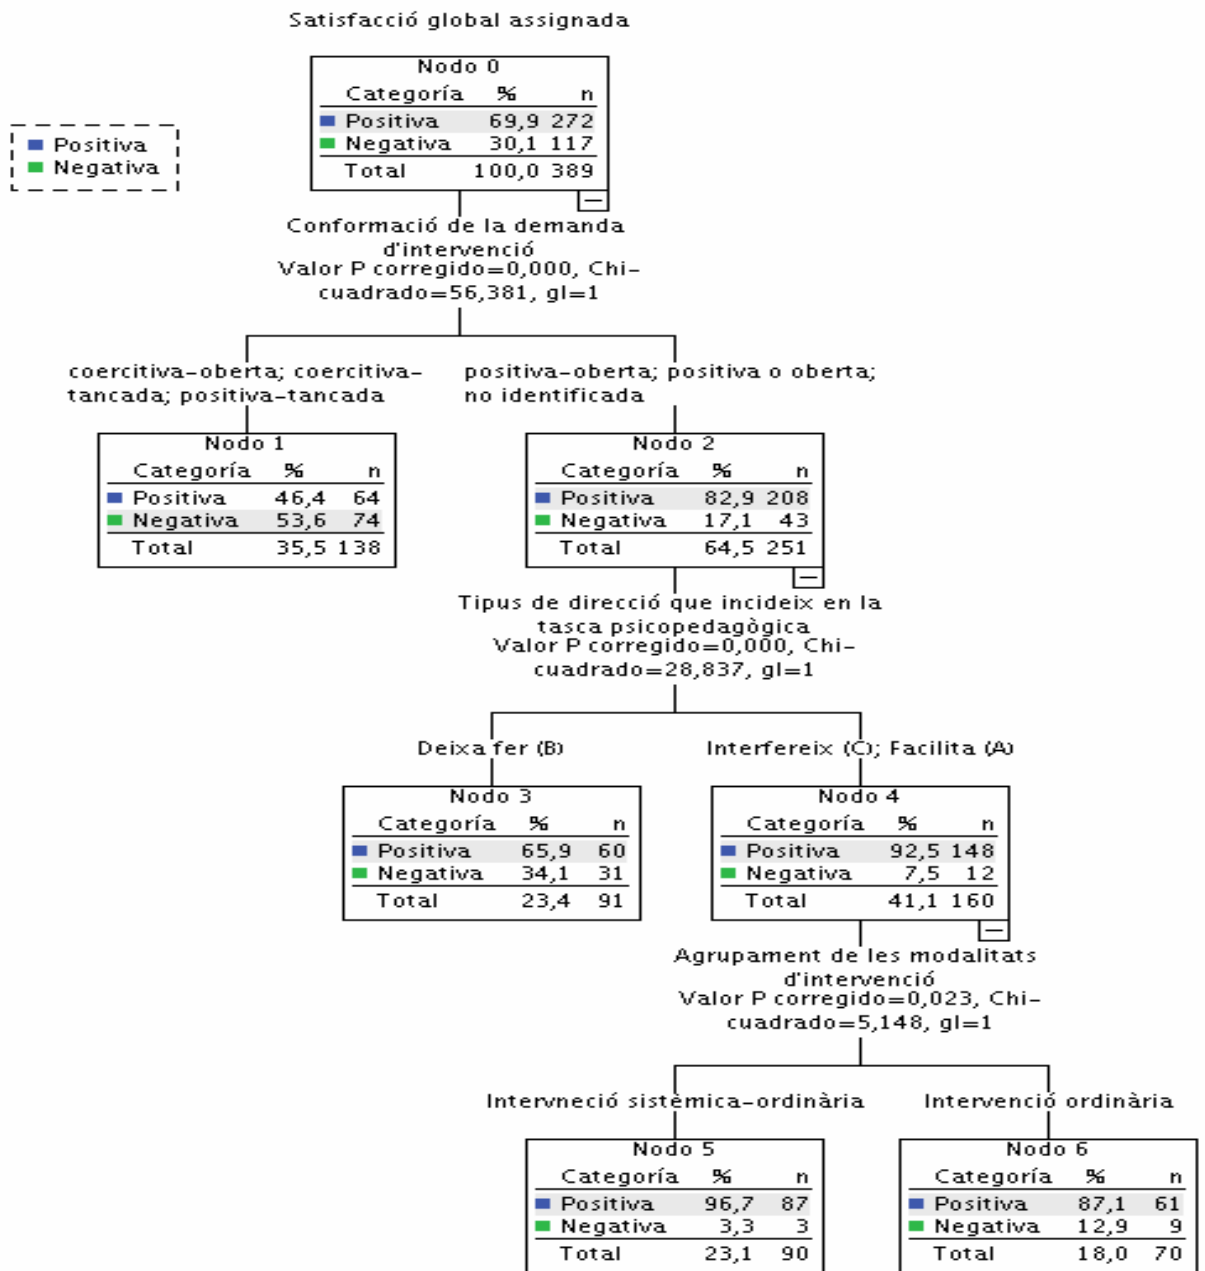 Satisfacció global assignada
Nodo 0
Categoría % n
Positiva 69,9 272
Negativa 30,1 117
Total 100,0 389
Positiva
Negativa
Conformació de la demanda
d'intervenció
Valor P corregido=0,000, Chi-
cuadrado=56,381, gl=1
coercitiva-oberta; coercitiva-
tancada; positiva-tancada
positiva-oberta; positiva o oberta;
no identificada
Nodo 1
Categoría % n
Positiva 46,4 64
Negativa 53,6 74
Total 35,5 138
Nodo 2
Categoría % n
Positiva 82,9 208
Negativa 17,1 43
Total 64,5 251
Tipus de direcció que incideix en la
tasca psicopedagògica
Valor P corregido=0,000, Chi-
cuadrado=28,837, gl=1
Deixa fer (B)
Interfereix (C); Facilita (A)
Nodo 3
Categoría % n
Positiva 65,9 60
Negativa 34,1 31
Total 23,4 91
Nodo 4
Categoría % n
Positiva 92,5 148
Negativa 7,5 12
Total 41,1 160
Agrupament de les modalitats
d'intervenció
Valor P corregido=0,023, Chi-
cuadrado=5,148, gl=1
Intervneció sistèmica-ordinària
Intervenció ordinària
Nodo 5
Categoría % n
Positiva 96,7 87
Negativa 3,3 3
Total 23,1 90
Nodo 6
Categoría % n
Positiva 87,1 61
Negativa 12,9 9
Total 18,0 70